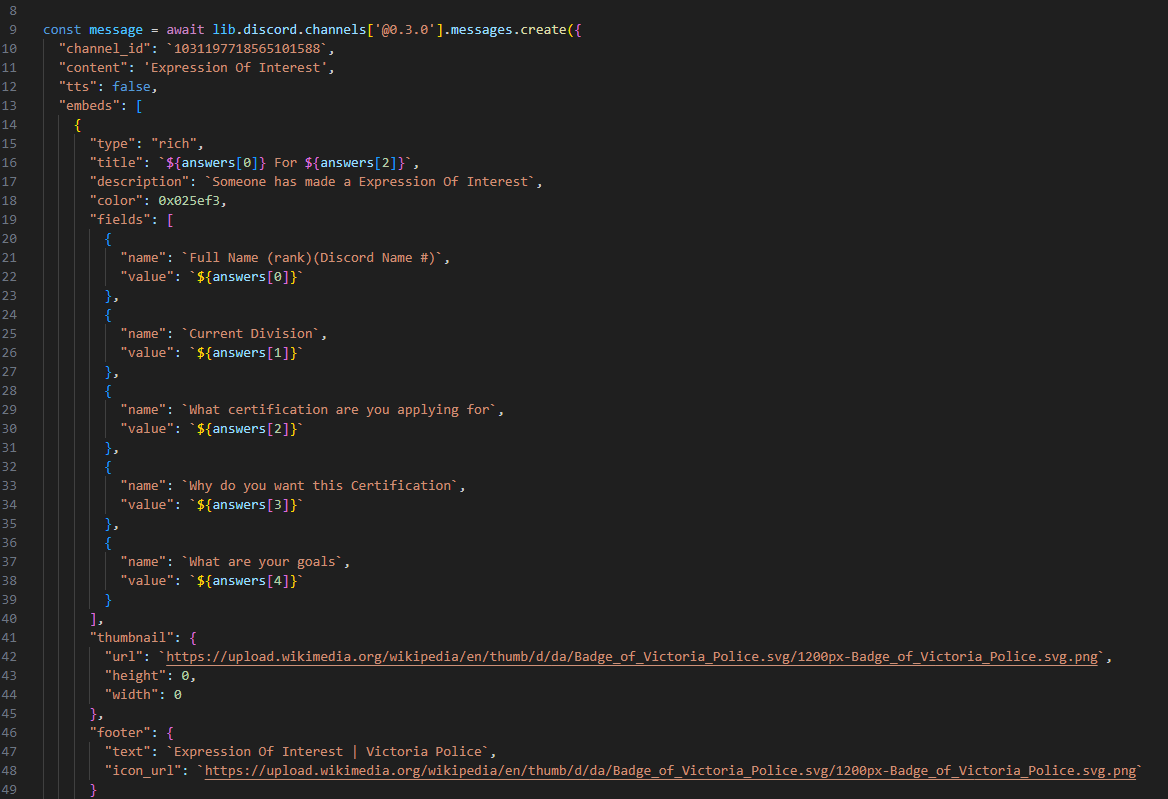 8
9 const message = await lib.discord.channels['@0.3.0'].messages.create({
10 "channel_id": `1031197718565101588`,
11 "content": 'Expression Of Interest',
12 "tts": false,
13 "embeds": [
14 {
15 "type": "rich",
16 "title": `${answers[0]} For ${answers[2]}`,
17 "description": `Someone has made a Expression Of Interest`,
18 "color": 0x025ef3,
19 "fields": [
20 {
21 "name": `Full Name (rank)(Discord Name #)`,
22 "value": `${answers[0]}`
23 },
24 {
25 "name": `Current Division`,
26 "value": `${answers[1]}`
27 },
28 {
29 "name": `What certification are you applying for`,
30 "value": `${answers[2]}`
31 },
32 {
33 "name": `Why do you want this Certification`,
34 "value": `${answers[3]}`
35 },
36 {
37 "name": `What are your goals`,
38 "value": `${answers[4]}`
39 }
40 ],
41 "thumbnail": {
42 "url": `https://upload.wikimedia.org/wikipedia/en/thumb/d/da/Badge_of_Victoria_Police.svg/1200px-Badge_of_Victoria_Police.svg.png`,
43 "height": 0,
44 "width": 0
45 },
46 "footer": {
47 "text": `Expression Of Interest | Victoria Police`,
48 "icon_url": `https://upload.wikimedia.org/wikipedia/en/thumb/d/da/Badge_of_Victoria_Police.svg/1200px-Badge_of_Victoria_Police.svg.png`
49 }